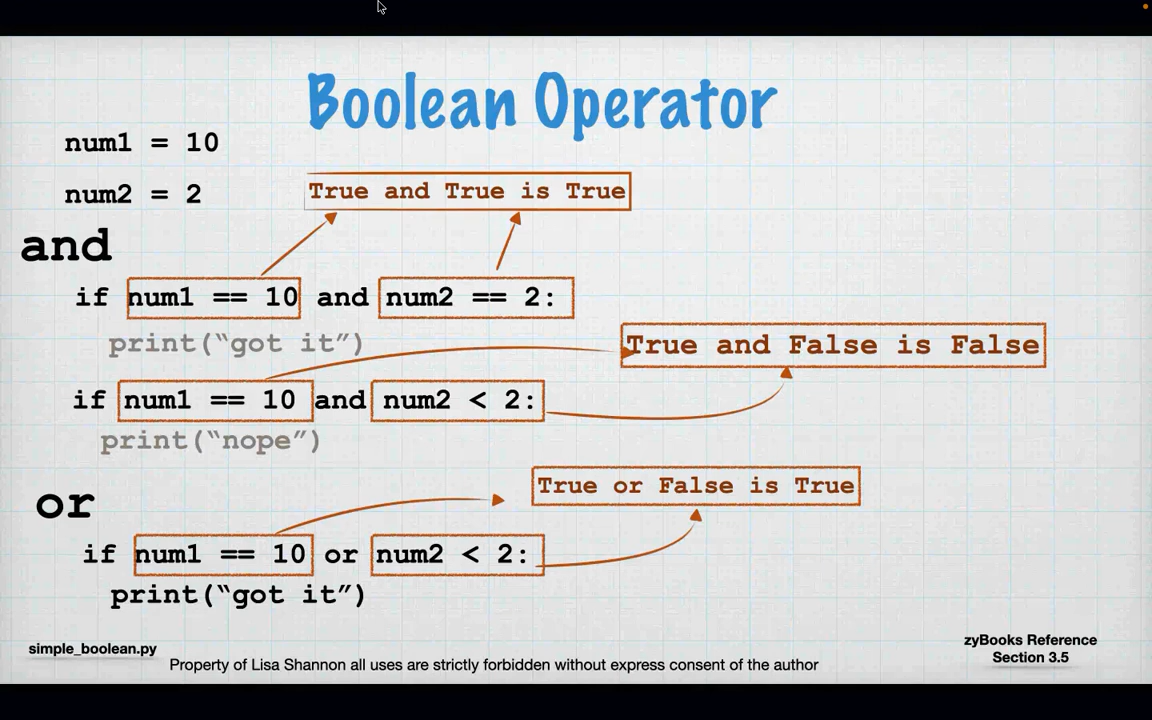 Boolean Operator
num1 = 10
num2 = 2
True and True is True
and
if num1 == 10 and num2 == 2:
print(“got it”)
True and False is False
if num1 == 10 and num2 < 2:
print(“nope”)
True or False is True
or
if num1 == 10 or num2 < 2:
print(“got it”)
simple_boolean.py
Property of Lisa Shannon all uses are strictly forbidden without express consent of the author
zyBooks Reference
Section 3.5